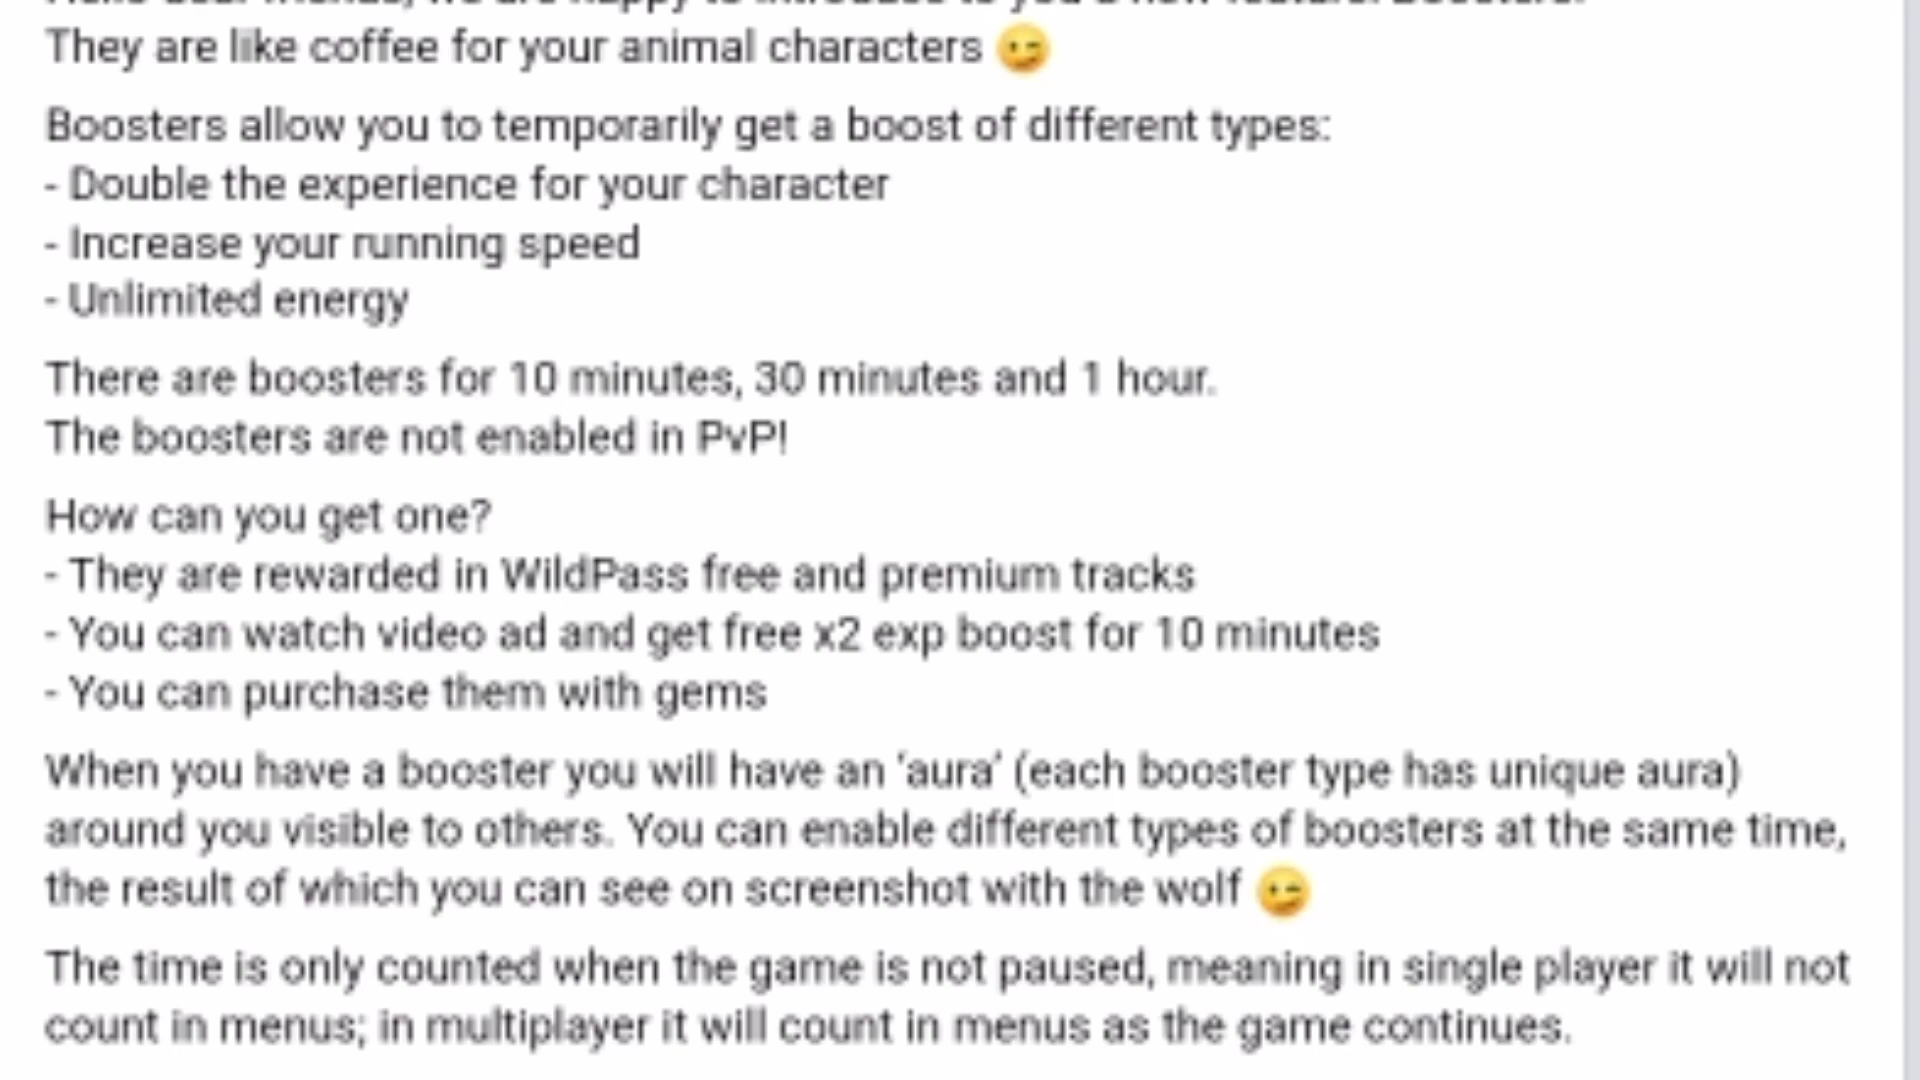 They are like coffee for your animal characters 😉
Boosters allow you to temporarily get a boost of different types:
- Double the experience for your character
- Increase your running speed
- Unlimited energy
There are boosters for 10 minutes, 30 minutes and 1 hour.
The boosters are not enabled in PvP!
How can you get one?
- They are rewarded in WildPass free and premium tracks
- You can watch video ad and get free x2 exp boost for 10 minutes
- You can purchase them with gems
When you have a booster you will have an ‘aura’ (each booster type has unique aura)
around you visible to others. You can enable different types of boosters at the same time,
the result of which you can see on screenshot with the wolf 😉
The time is only counted when the game is not paused, meaning in single player it will not
count in menus; in multiplayer it will count in menus as the game continues.